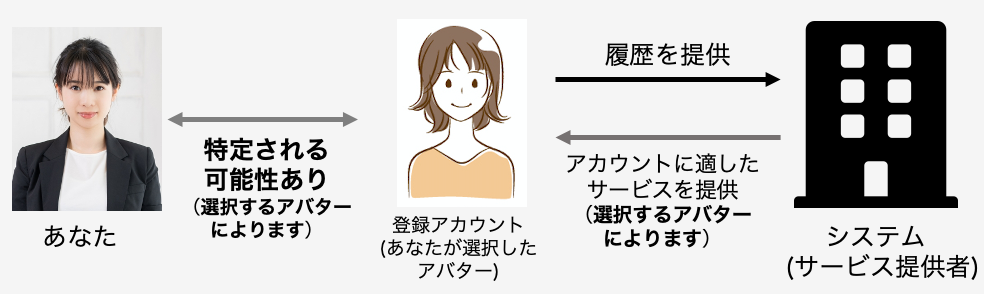 あなた
特定される
可能性あり
（選択するアバター
によります）
登録アカウント
(あなたが選択した
アバター)
履歴を提供
アカウントに適した
サービスを提供
（選択するアバター
によります）
システム
(サービス提供者)